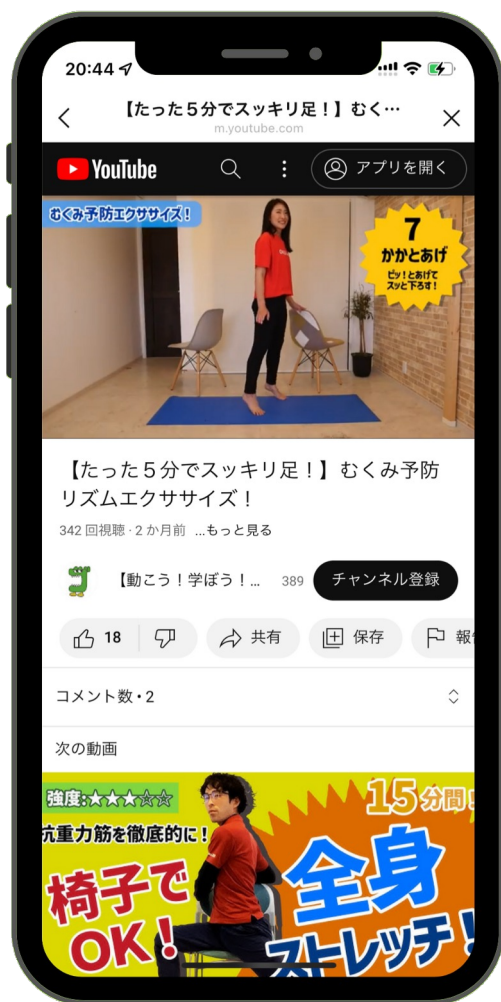 20:44
【たった５分でスッキリ足！】むく…
m.youtube.com
YouTube
アプリを開く
むくみ予防エクササイズ！
7
かかとあげ
ピッ！とあげて
スッと下ろす！
【たった５分でスッキリ足！】むくみ予防
リズムエクササイズ！
342 回視聴・2 か月前 ...もっと見る
【動こう！学ぼう！... 389 チャンネル登録
18 共有 保存 報
コメント数・2
次の動画
強度:★★★☆☆
15分間！
抗重力筋を徹底的に！
椅子で
OK！
全身
ストレッチ！